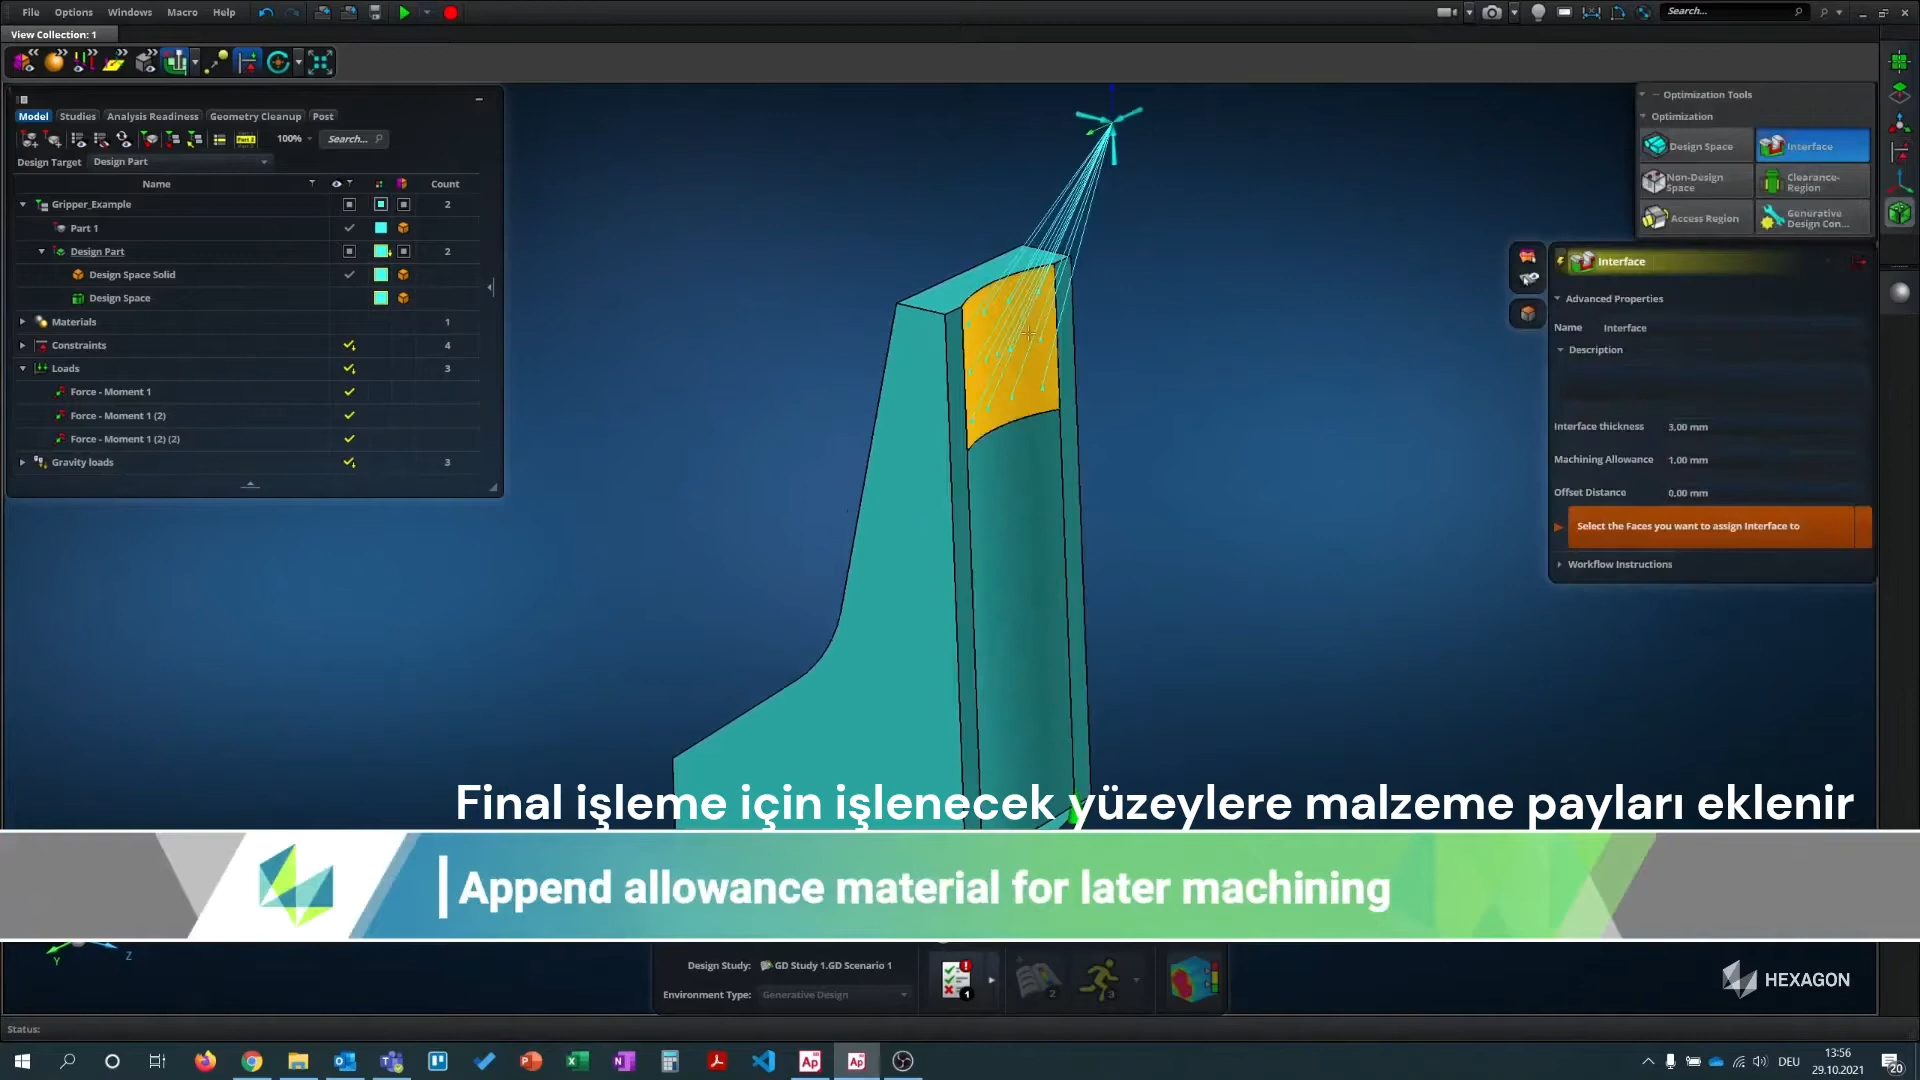 File Options Windows Macro Help
Search...
View Collection: 1
Model Studies Analysis Readiness Geometry Cleanup Post
100% Search...
Design Target Design Part
Name Count
Gripper_Example 2
Part 1
Design Part 2
Design Space Solid
Design Space
Materials 1
Constraints 4
Loads 3
Force - Moment 1
Force - Moment 1 (2)
Force - Moment 1 (2) (2)
Gravity loads 3
Optimization Tools
Optimization
Design Space Interface
Non-Design Space
Clearance-Region
Access Region
Generative Design Con...
Interface
Advanced Properties
Name Interface
Description
Interface thickness 3.00 mm
Machining Allowance 1.00 mm
Offset Distance 0.00 mm
Select the Faces you want to assign Interface to
Workflow Instructions
Final işleme için işlenecek yüzeylere malzeme payları eklenir
Append allowance material for later machining
Y Z
Design Study: GD Study 1.GD Scenario 1
Environment Type: Generative Design
1 2 3
HEXAGON
Status:
DEU
13:56
29.10.2021
20